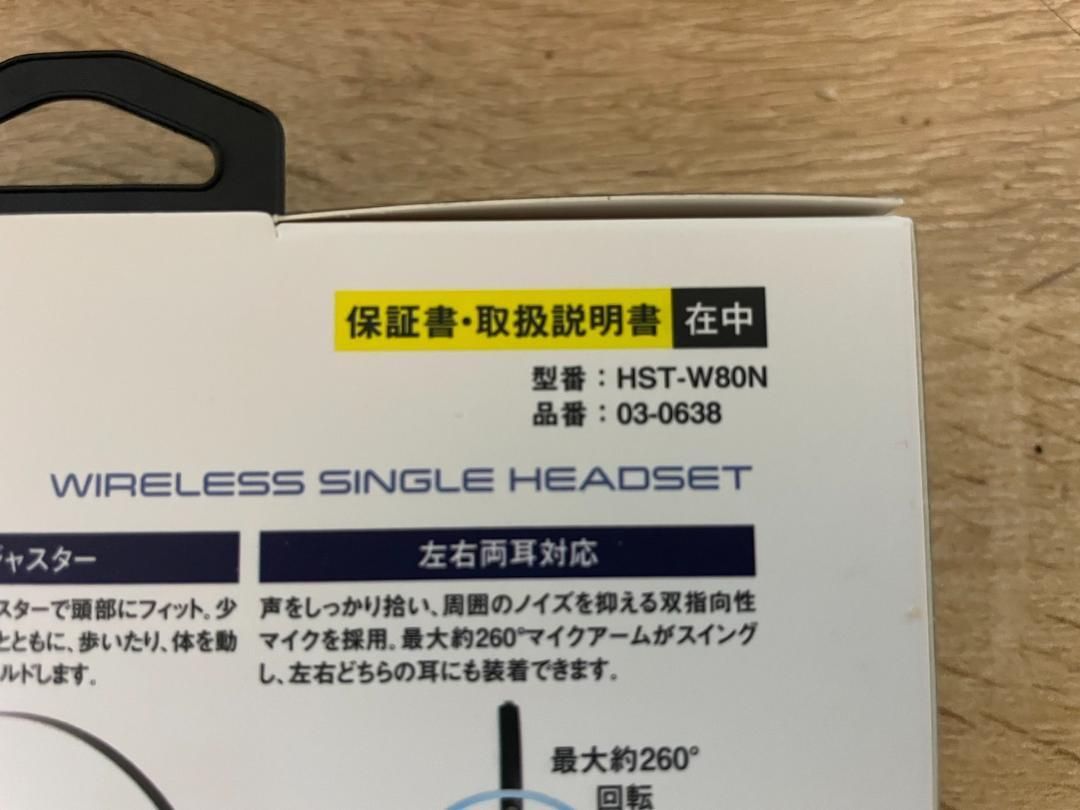 保証書・取扱説明書 在中
型番：HST-W80N
品番：03-0638
WIRELESS SINGLE HEADSET
ャスター
スターで頭部にフィット。少
とともに、歩いたり、体を動
ルドします。
左右両耳対応
声をしっかり拾い、周囲のノイズを抑える双指向性
マイクを採用。最大約260°マイクアームがスイング
し、左右どちらの耳にも装着できます。
最大約260°
回転